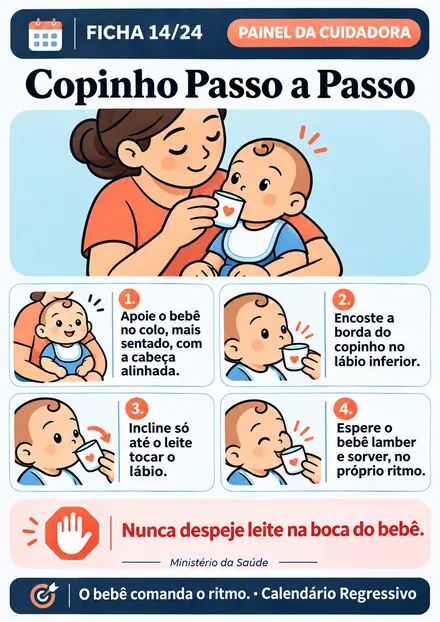 FICHA 14/24
PAINEL DA CUIDADORA
Copinho Passo a Passo
1.
Apoie o bebê
no colo, mais
sentado, com
a cabeça
alinhada.
2.
Encoste a
borda do
copinho no
lábio inferior.
3.
Incline só
até o leite
tocar o
lábio.
4.
Espere o
bebê lamber
e sorver, no
próprio ritmo.
Nunca despeje leite na boca do bebê.
Ministério da Saúde
O bebê comanda o ritmo. • Calendário Regressivo